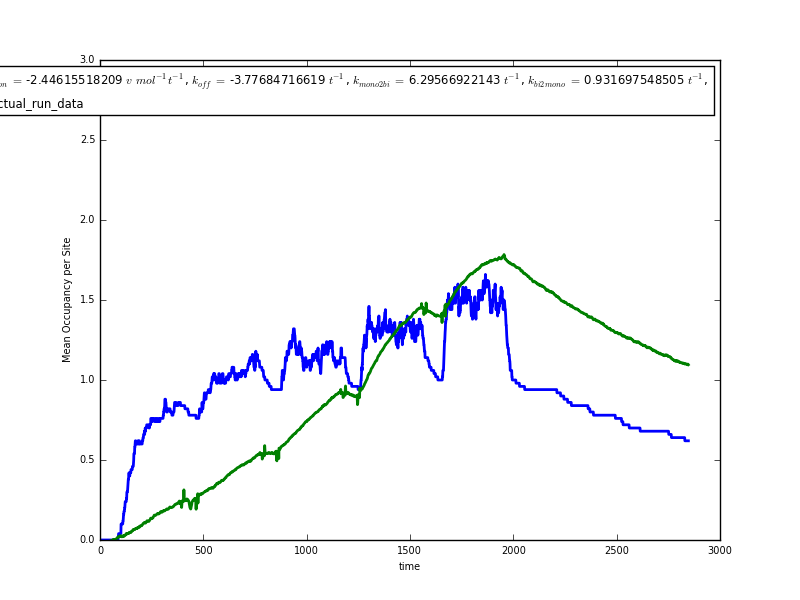 3.0
= -2.44615518209 v mol⁻¹t⁻¹, k_off = -3.77684716619 t⁻¹, k_mono2bi = 6.29566922143 t⁻¹, k_bi2mono = 0.931697548505 t⁻¹,
ctual_run_data
2.5
2.0
1.5
1.0
0.5
0.0
Mean Occupancy per Site
0 500 1000 1500 2000 2500 3000
time